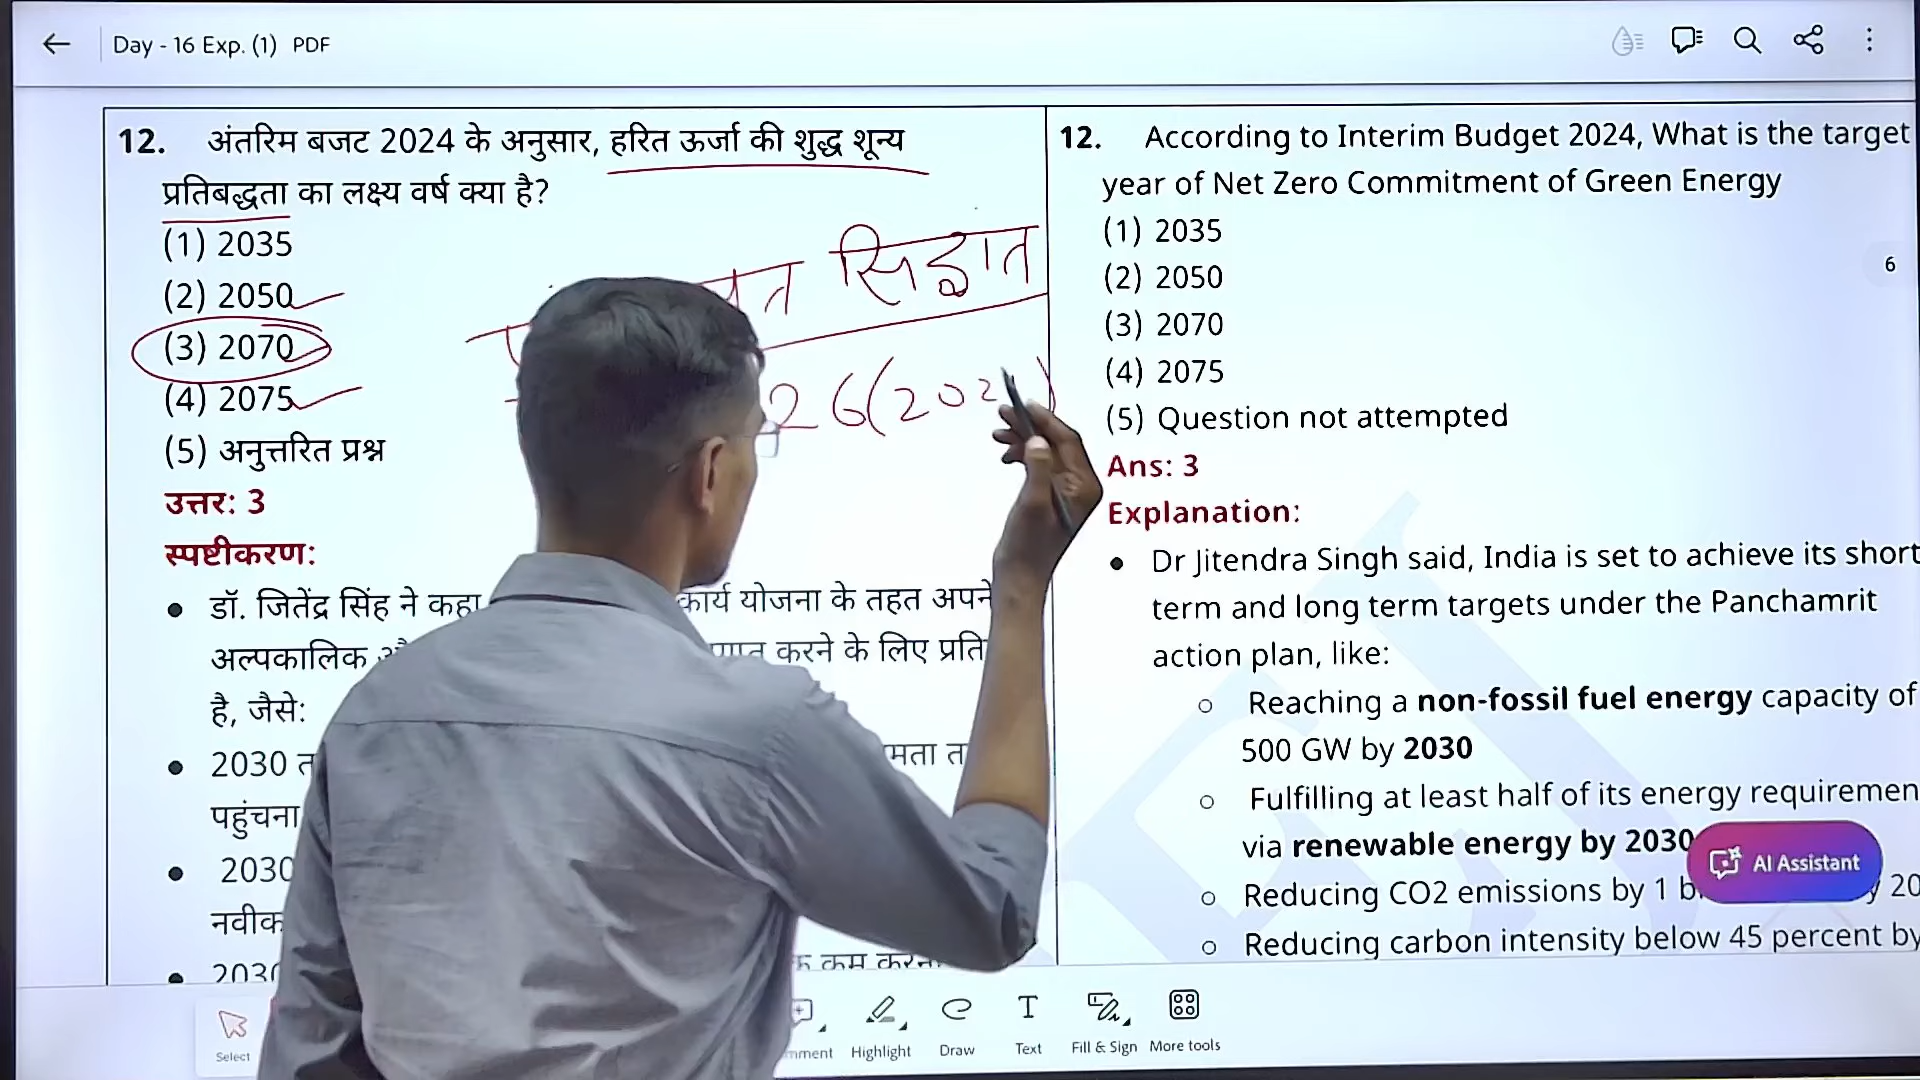 Day - 16 Exp. (1) PDF
12. अंतरिम बजट 2024 के अनुसार, हरित ऊर्जा की शुद्ध शून्य
प्रतिबद्धता का लक्ष्य वर्ष क्या है?
(1) 2035
(2) 2050
(3) 2070
(4) 2075
(5) अनुत्तरित प्रश्न
उत्तर: 3
स्पष्टीकरण:
डॉ. जितेंद्र सिंह ने कहा कार्य योजना के तहत अपने
अल्पकालिक करने के लिए प्रति
है, जैसे:
2030
पहुंचना
2030
कम
सिद्धांत
26(202
12. According to Interim Budget 2024, What is the target
year of Net Zero Commitment of Green Energy
(1) 2035
(2) 2050
(3) 2070
(4) 2075
(5) Question not attempted
Ans: 3
Explanation:
Dr Jitendra Singh said, India is set to achieve its short
term and long term targets under the Panchamrit
action plan, like:
Reaching a non-fossil fuel energy capacity of
500 GW by 2030
Fulfilling at least half of its energy
via renewable energy by 2030
Reducing CO2 emissions by 1
Reducing carbon intensity below 45 percent by
6
AI Assistant
Select
Highlight
Draw
Text
Fill & Sign
More tools